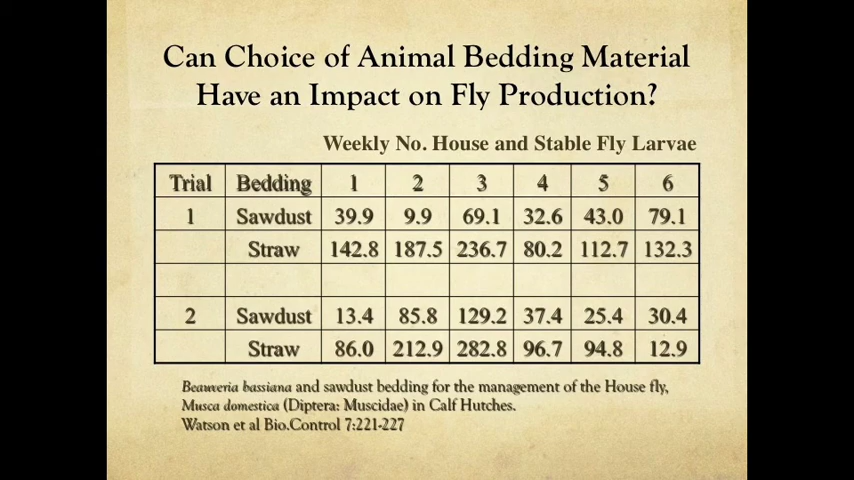 Can Choice of Animal Bedding Material
Have an Impact on Fly Production?
Weekly No. House and Stable Fly Larvae
Trial Bedding 1 2 3 4 5 6
1 Sawdust 39.9 9.9 69.1 32.6 43.0 79.1
Straw 142.8 187.5 236.7 80.2 112.7 132.3
2 Sawdust 13.4 85.8 129.2 37.4 25.4 30.4
Straw 86.0 212.9 282.8 96.7 94.8 12.9
Beauveria bassiana and sawdust bedding for the management of the House fly,
Musca domestica (Diptera: Muscidae) in Calf Hutches.
Watson et al Bio.Control 7:221-227